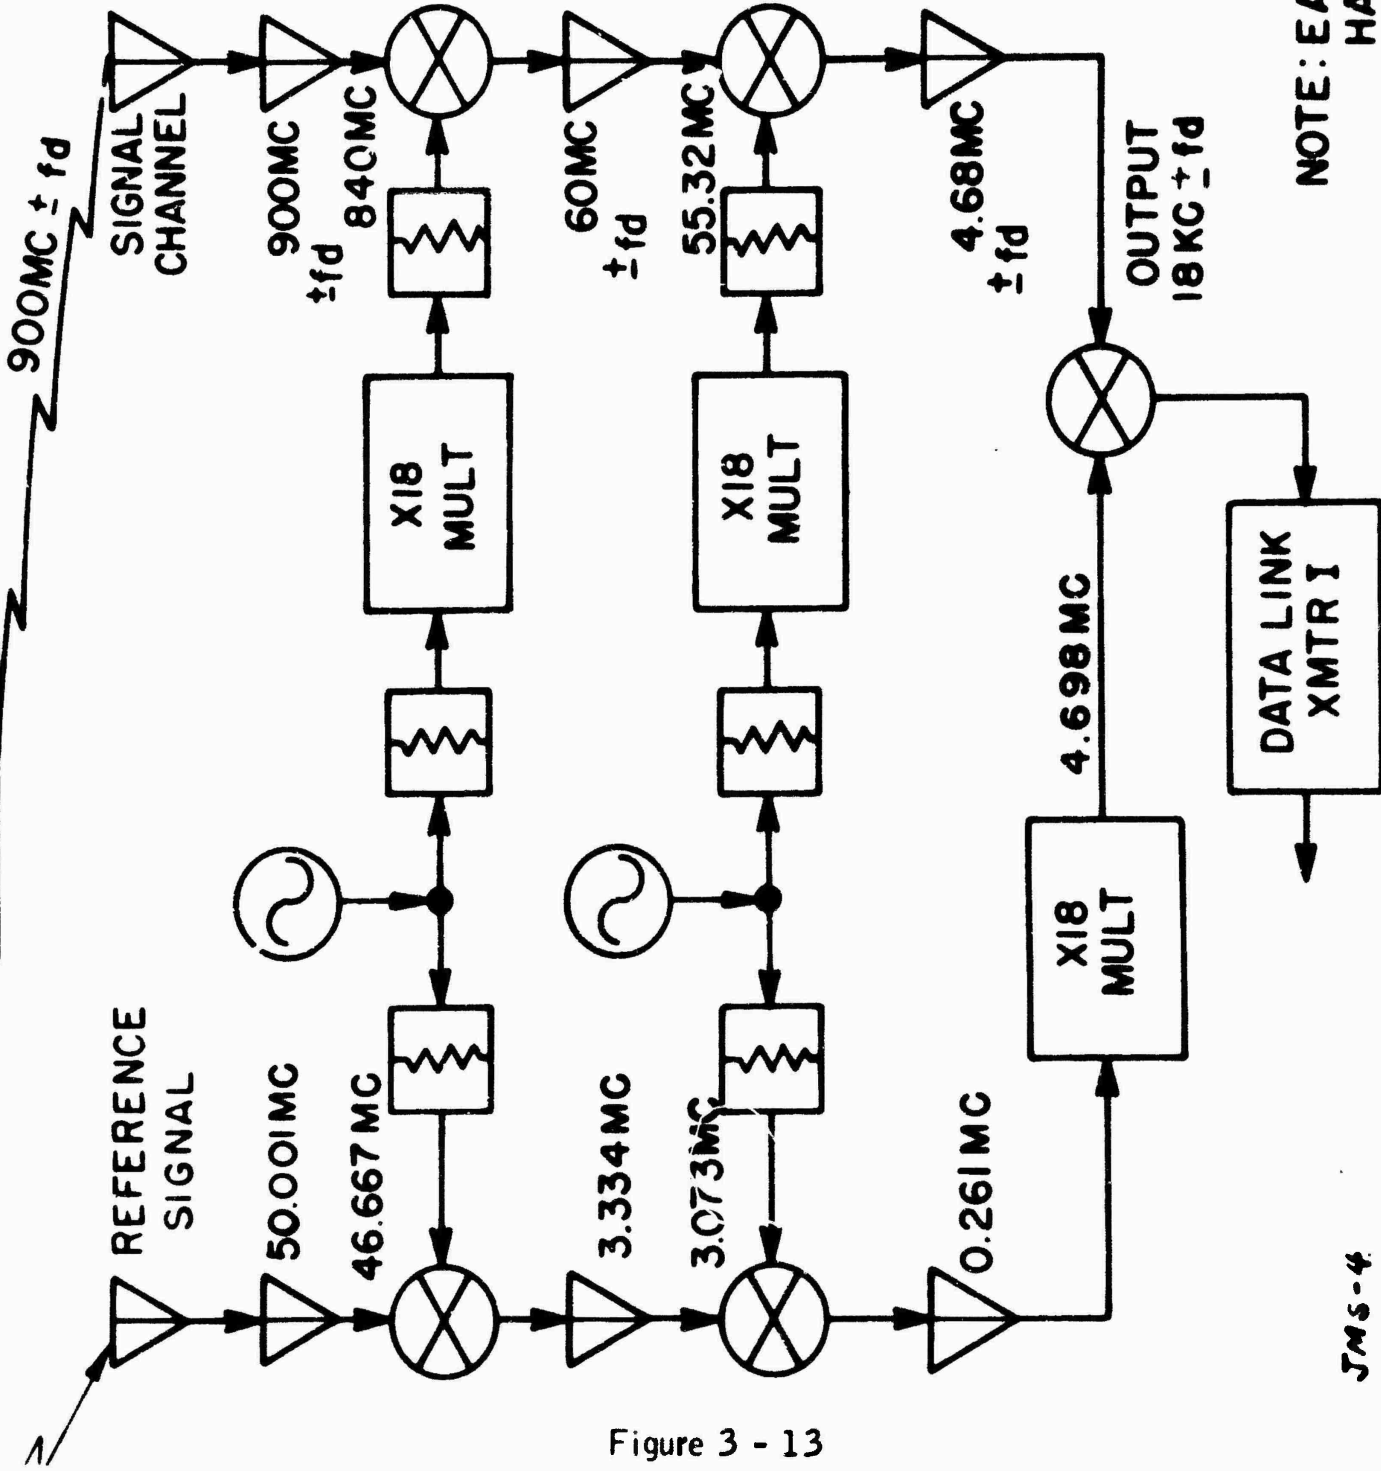 900MC ± fd
SIGNAL
CHANNEL
900MC
± fd
840MC
60MC
± fd
55.32MC
4.68MC
± fd
OUTPUT
18KC ± fd
NOTE:
X18
MULT
X18
MULT
4.698MC
DATA LINK
XMTR I
X18
MULT
REFERENCE
SIGNAL
50.001MC
46.667MC
3.334MC
3.073MC
0.261MC
JMS-4
Figure 3 - 13